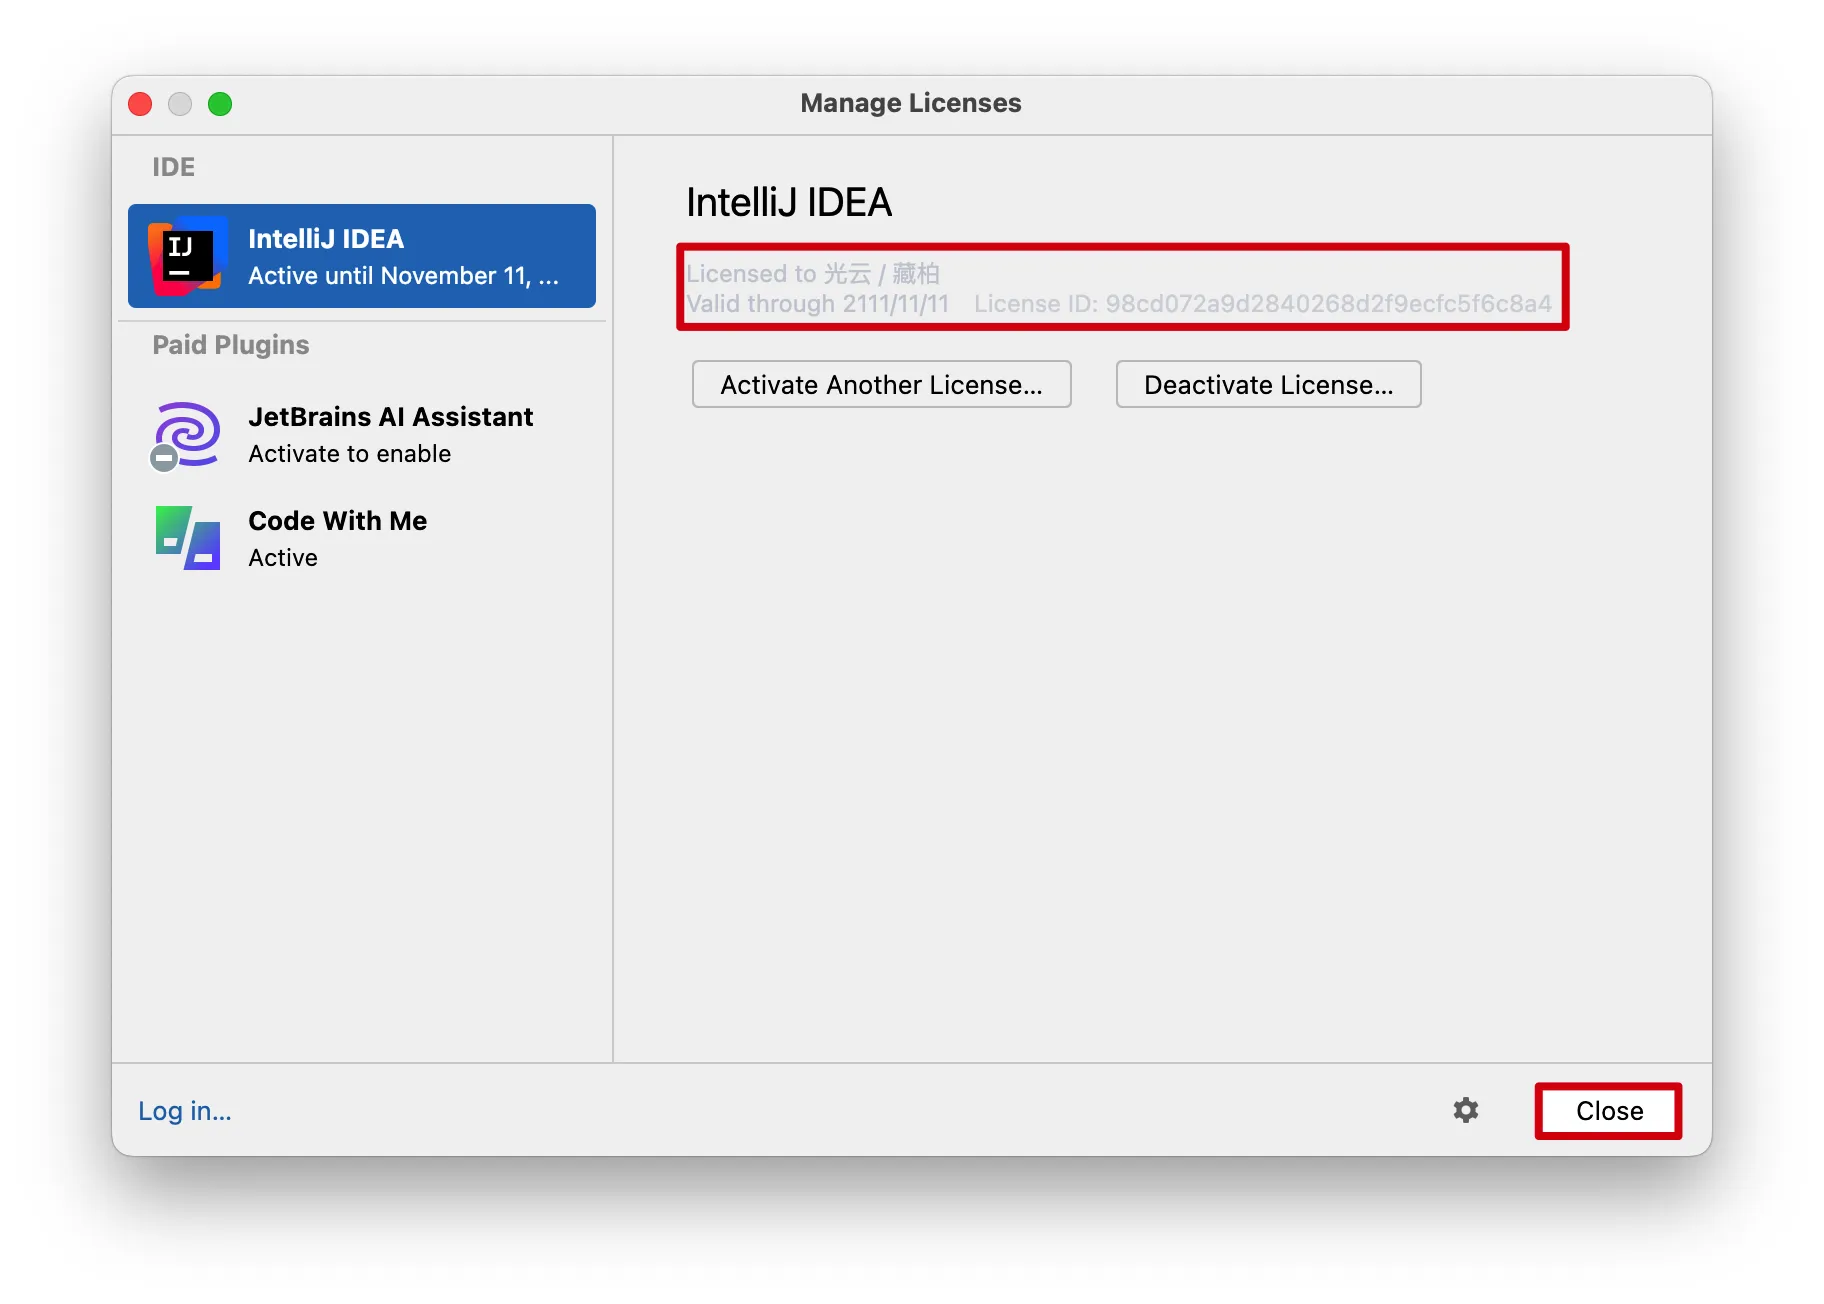 Manage Licenses
IDE
IJ
IntelliJ IDEA
Active until November 11, ...
Paid Plugins
JetBrains AI Assistant
Activate to enable
Code With Me
Active
IntelliJ IDEA
Licensed to 光云 / 藏柏
Valid through 2111/11/11 License ID: 98cd072a9d2840268d2f9ecfc5f6c8a4
Activate Another License...
Deactivate License...
Log in...
Close